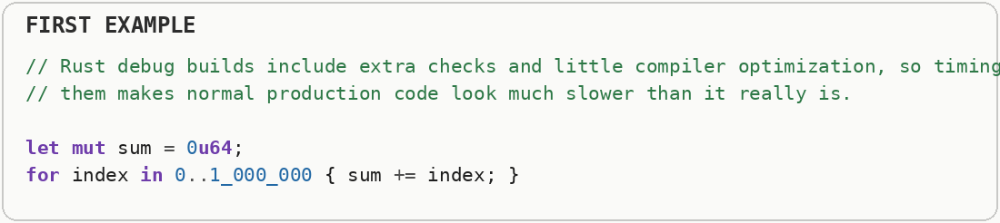 FIRST EXAMPLE
// Rust debug builds include extra checks and little compiler optimization, so timing
// them makes normal production code look much slower than it really is.
let mut sum = 0u64;
for index in 0..1_000_000 { sum += index; }